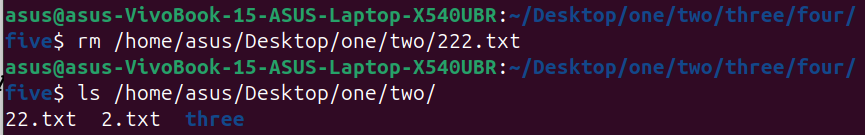 asus@asus-VivoBook-15-ASUS-Laptop-X540UBR:~/Desktop/one/two/three/four/
five$ rm /home/asus/Desktop/one/two/222.txt
asus@asus-VivoBook-15-ASUS-Laptop-X540UBR:~/Desktop/one/two/three/four/
five$ ls /home/asus/Desktop/one/two/
22.txt  2.txt  three